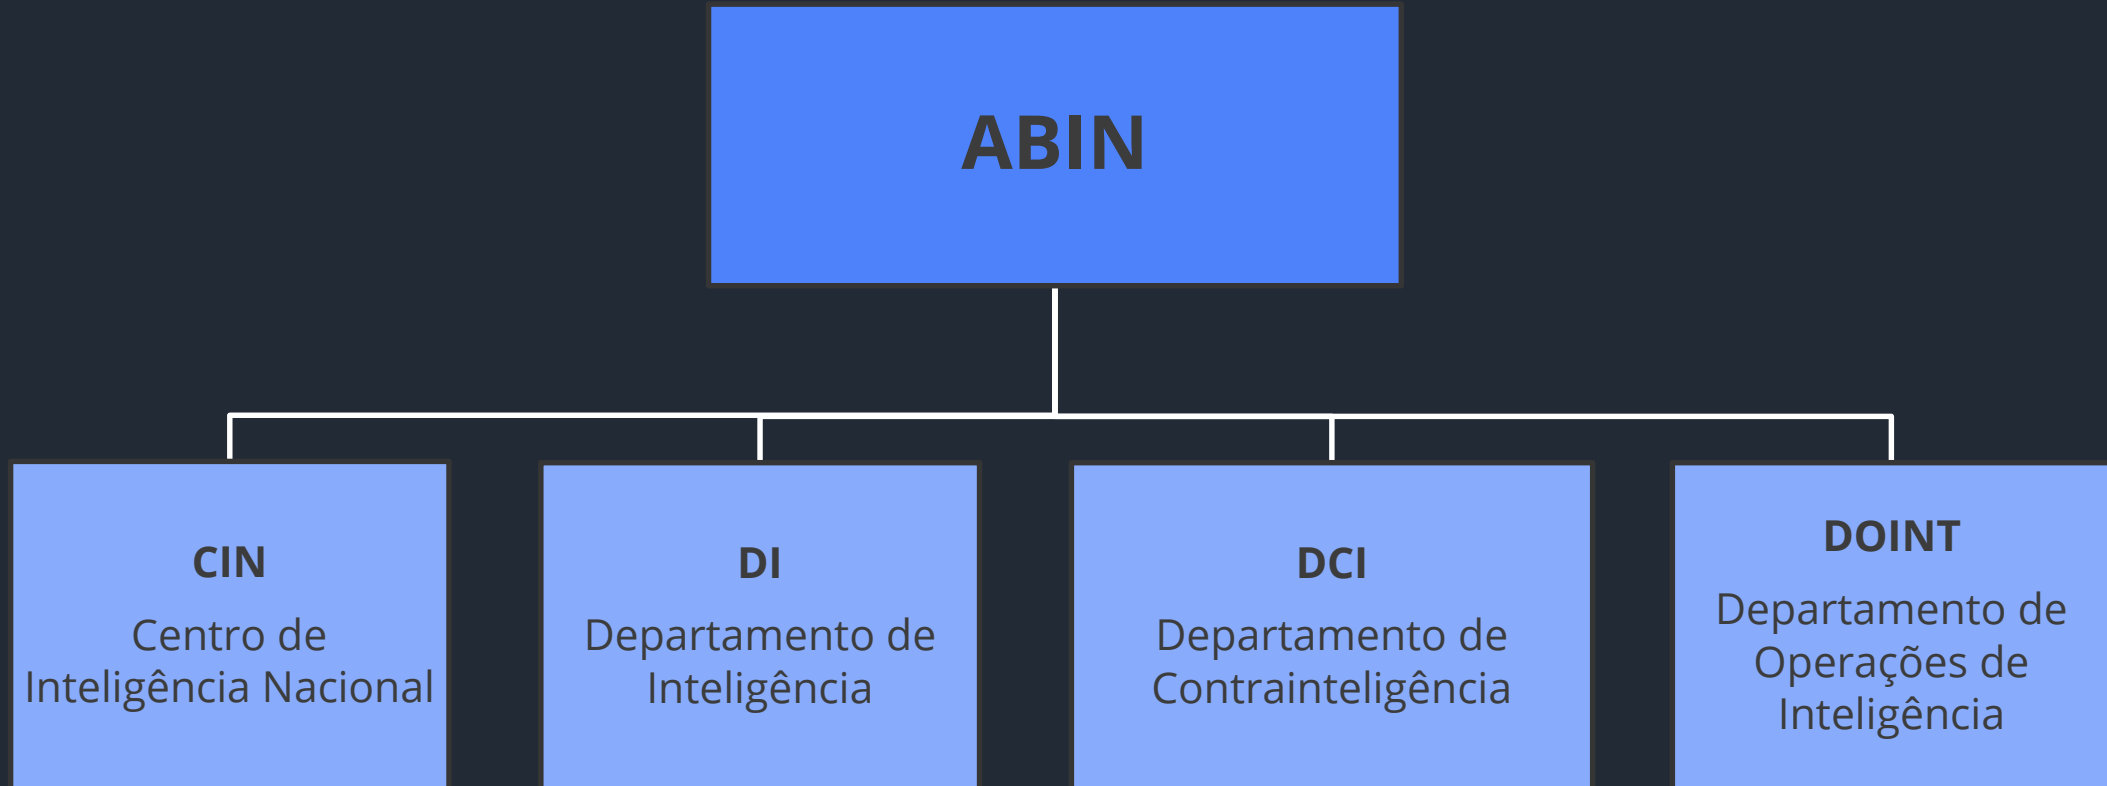 ABIN
CIN
Centro de
Inteligência Nacional
DI
Departamento de
Inteligência
DCI
Departamento de
Contrainteligência
DOINT
Departamento de
Operações de
Inteligência